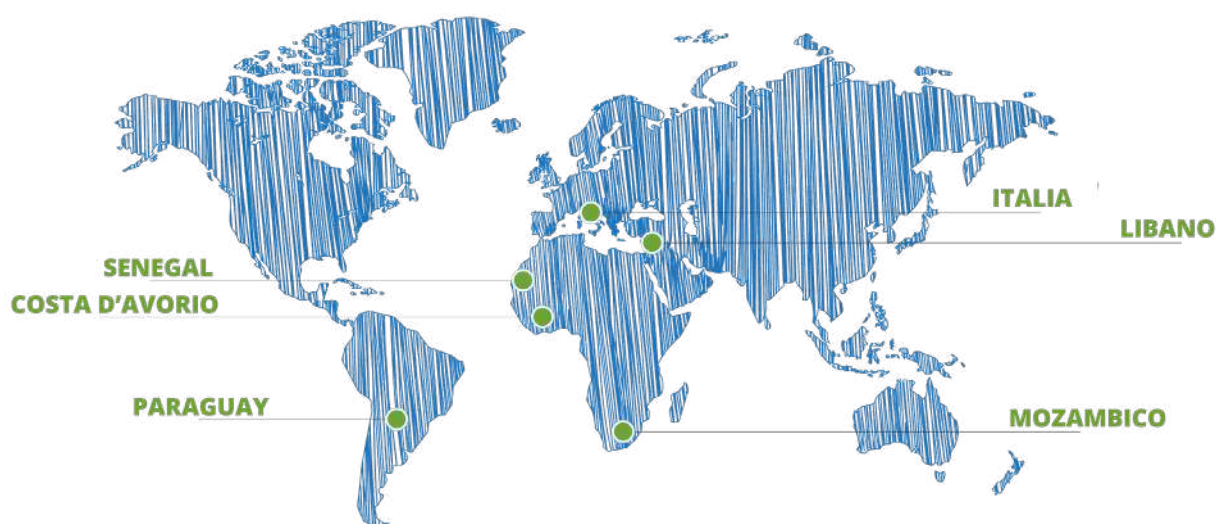 ITALIA
LIBANO
SENEGAL
COSTA D’AVORIO
PARAGUAY
MOZAMBICO